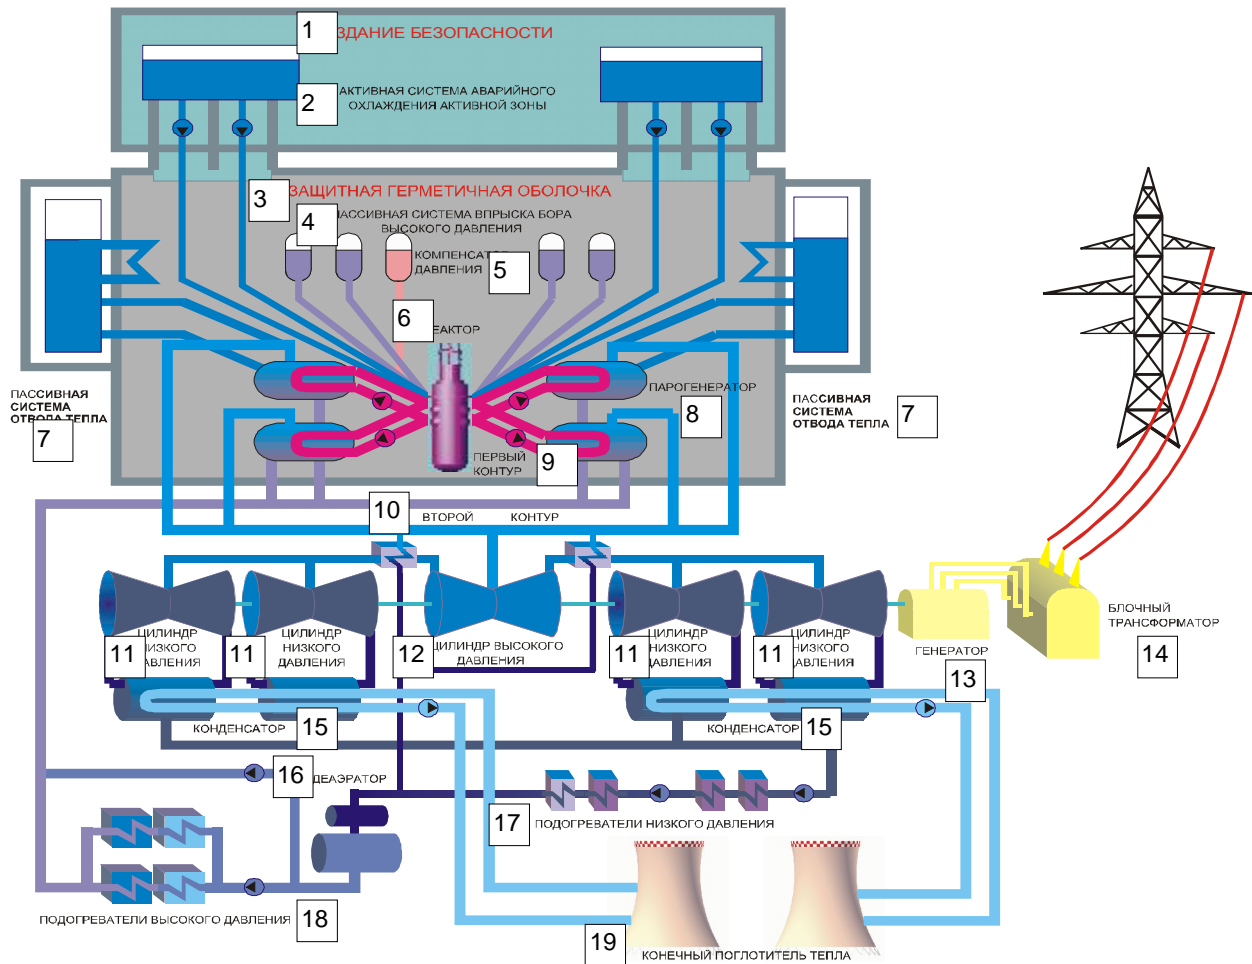 1
ЗДАНИЕ БЕЗОПАСНОСТИ
2
АКТИВНАЯ СИСТЕМА АВАРИЙНОГО
ОХЛАЖДЕНИЯ АКТИВНОЙ ЗОНЫ
3
ЗАЩИТНАЯ ГЕРМЕТИЧНАЯ ОБОЛОЧКА
4
ПАССИВНАЯ СИСТЕМА ВПРЫСКА БОРА
ВЫСОКОГО ДАВЛЕНИЯ
КОМПЕНСАТОР
ДАВЛЕНИЯ
5
6
РЕАКТОР
ПАССИВНАЯ
СИСТЕМА
ОТВОДА ТЕПЛА
7
ПАРОГЕНЕРАТОР
8
ПАССИВНАЯ
СИСТЕМА
ОТВОДА ТЕПЛА
7
ПЕРВЫЙ
КОНТУР
9
10
ВТОРОЙ КОНТУР
ЦИЛИНДР
НИЗКОГО
ДАВЛЕНИЯ
11
ЦИЛИНДР
НИЗКОГО
ДАВЛЕНИЯ
11
ЦИЛИНДР ВЫСОКОГО
ДАВЛЕНИЯ
12
ЦИЛИНДР
НИЗКОГО
ДАВЛЕНИЯ
11
ЦИЛИНДР
НИЗКОГО
ДАВЛЕНИЯ
11
ГЕНЕРАТОР
13
БЛОЧНЫЙ
ТРАНСФОРМАТОР
14
КОНДЕНСАТОР
15
КОНДЕНСАТОР
15
16
ДЕАЭРАТОР
17
ПОДОГРЕВАТЕЛИ НИЗКОГО ДАВЛЕНИЯ
ПОДОГРЕВАТЕЛИ ВЫСОКОГО ДАВЛЕНИЯ
18
19
КОНЕЧНЫЙ ПОГЛОТИТЕЛЬ ТЕПЛА